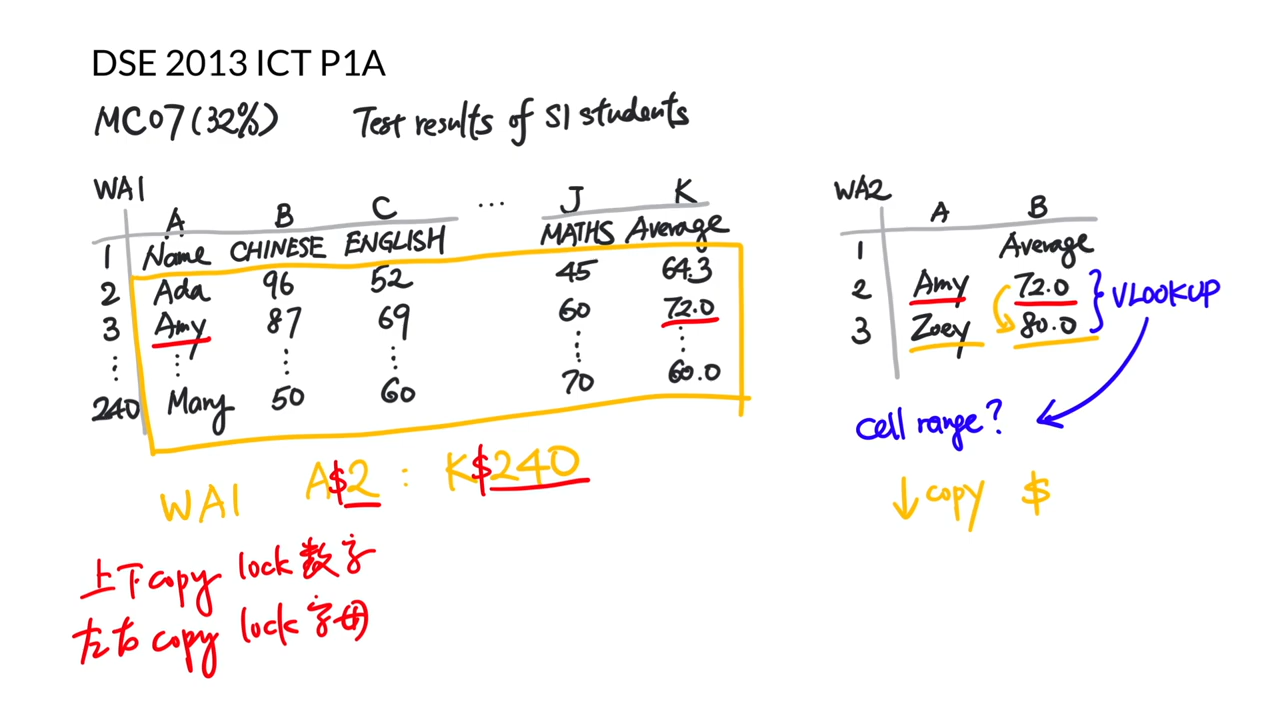 DSE 2013 ICT P1A
MC07 (32%) Test results of S1 students
WA1
A B C ... J K
1 Name CHINESE ENGLISH MATHS Average
2 Ada 96 52 45 64.3
3 Amy 87 69 60 72.0
⋮ ⋮ ⋮ ⋮ ⋮ ⋮
240 Mary 50 60 70 60.0
WA2
A B
1 Average
2 Amy 72.0
3 Zoey 80.0
} VLOOKUP
cell range?
WA1 A$2 : K$240
↓ copy $
上下copy lock 数字
左右copy lock 字母